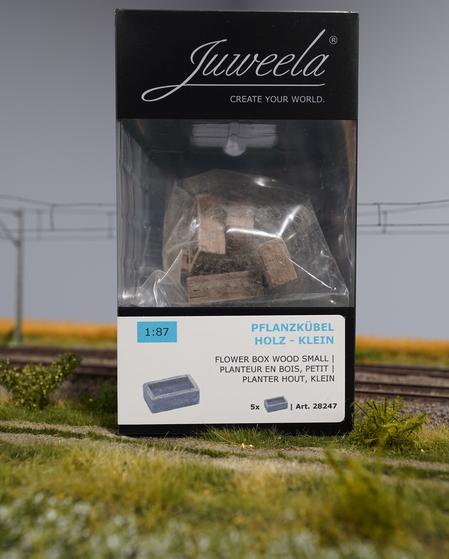 Juweela®
CREATE YOUR WORLD.
1:87
PFLANZKÜBEL
HOLZ - KLEIN
FLOWER BOX WOOD SMALL |
PLANTEUR EN BOIS, PETIT |
PLANTER HOUT, KLEIN
5x | Art. 28247